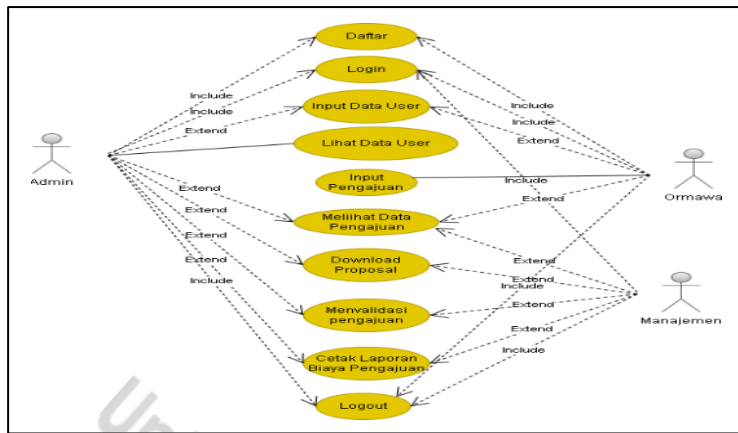 Daftar
Login
Include
Include
Input Data User
Include
Include
Extend
Extend
Lihat Data User
Admin
Input
Pengajuan
Include
Ormawa
Extend
Extend
Meliihat Data
Pengajuan
Extend
Extend
Download
Proposal
Extend
Extend
Include
Extend
Menvalidasi
pengajuan
Extend
Manajemen
Include
Extend
Cetak Laporan
Biaya Pengajuan
Include
Logout
Un